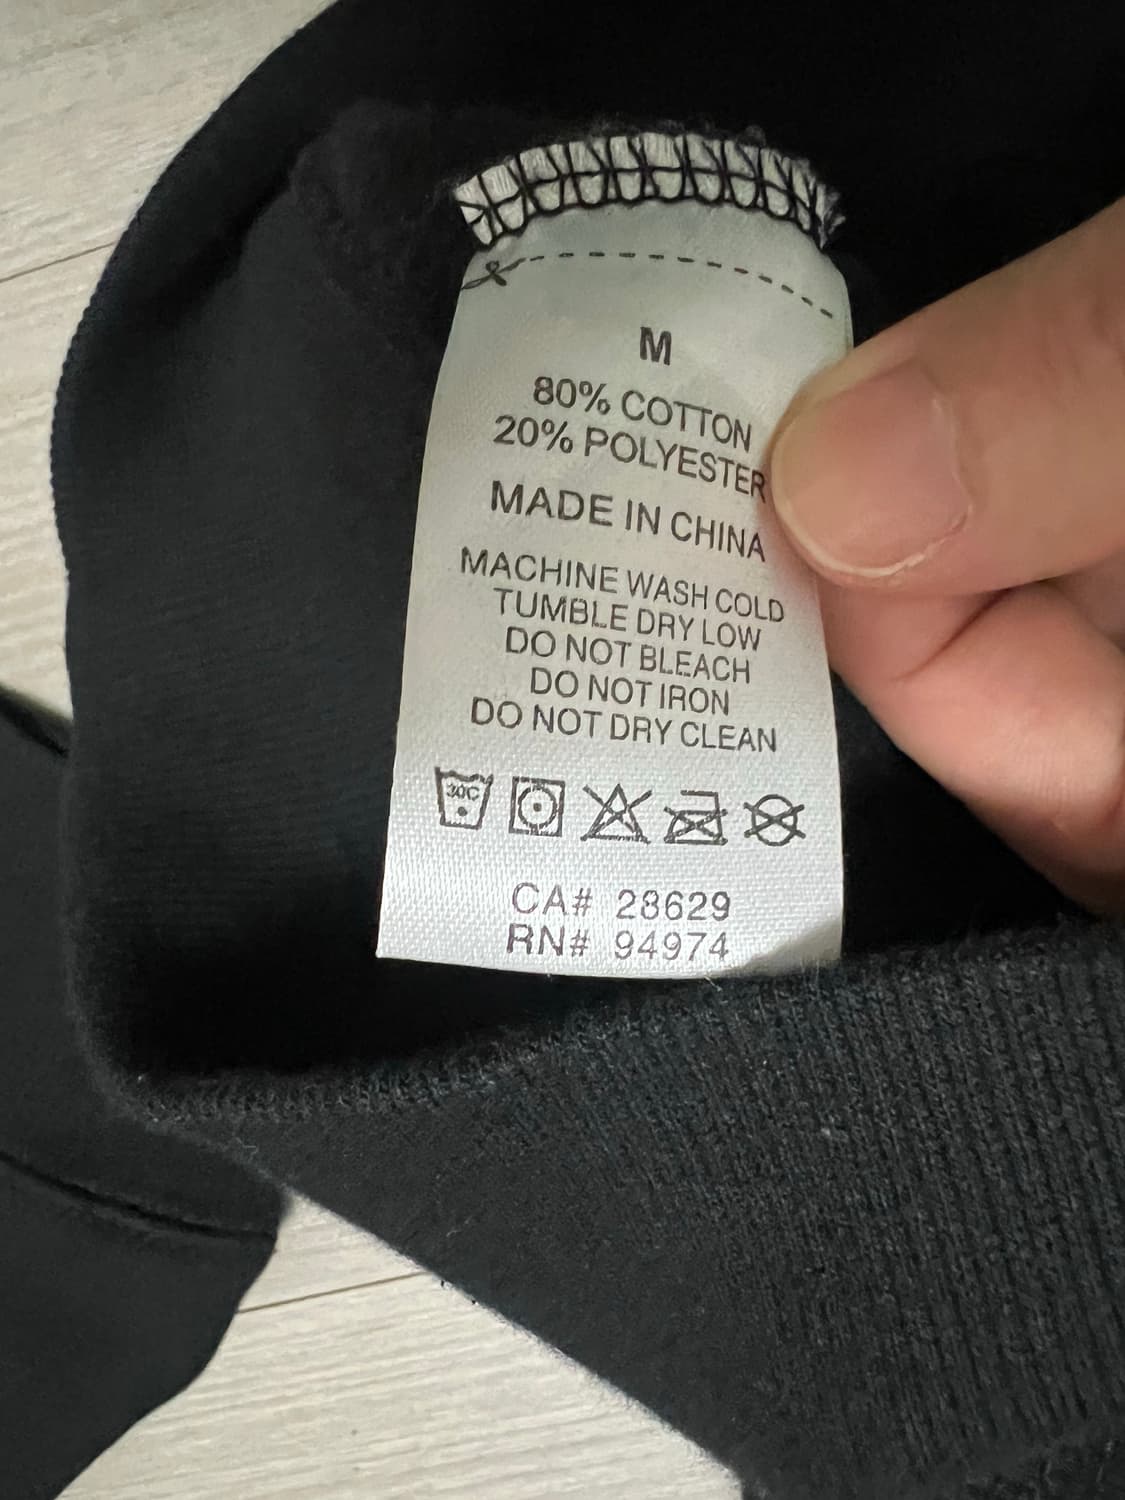 M
80% COTTON
20% POLYESTER
MADE IN CHINA
MACHINE WASH COLD
TUMBLE DRY LOW
DO NOT BLEACH
DO NOT IRON
DO NOT DRY CLEAN
30C
CA# 28629
RN# 94974